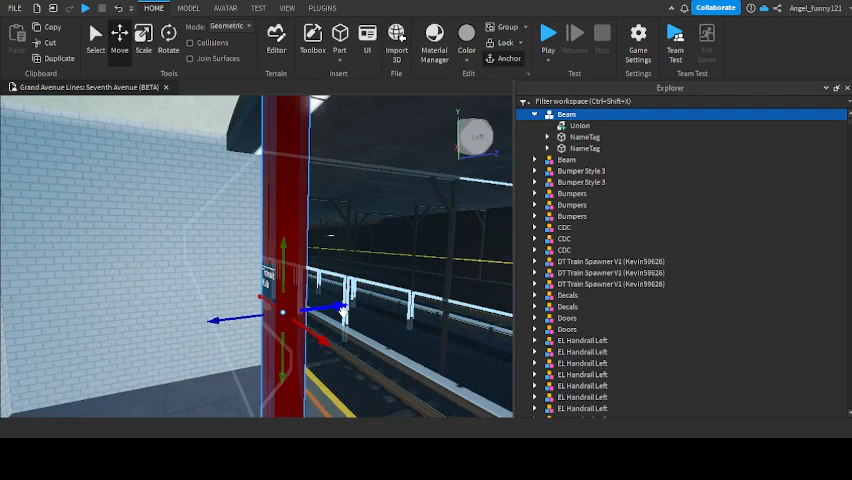 FILE HOME MODEL AVATAR TEST VIEW PLUGINS Collaborate Angel_funny121
Paste Copy Cut Duplicate Clipboard
Select Move Scale Rotate Mode: Geometric Collisions Join Surfaces Tools
Editor Terrain
Toolbox Part UI Insert
Import 3D File
Material Manager Color Group Lock Anchor Edit
Play Resume Stop Test
Game Settings Settings
Team Test Exit Game Team Test
Grand Avenue Lines: Seventh Avenue (BETA) ×
Explorer
Filter workspace (Ctrl+Shift+X)
Beam
Union
NameTag
NameTag
Beam
Bumper Style 3
Bumper Style 3
Bumpers
Bumpers
Bumpers
CDC
CDC
CDC
DT Train Spawner V1 (Kevin59626)
DT Train Spawner V1 (Kevin59626)
DT Train Spawner V1 (Kevin59626)
Decals
Decals
Doors
Doors
EL Handrail Left
EL Handrail Left
EL Handrail Left
EL Handrail Left
EL Handrail Left
EL Handrail Left
EL Handrail Left
Y
Left
Z